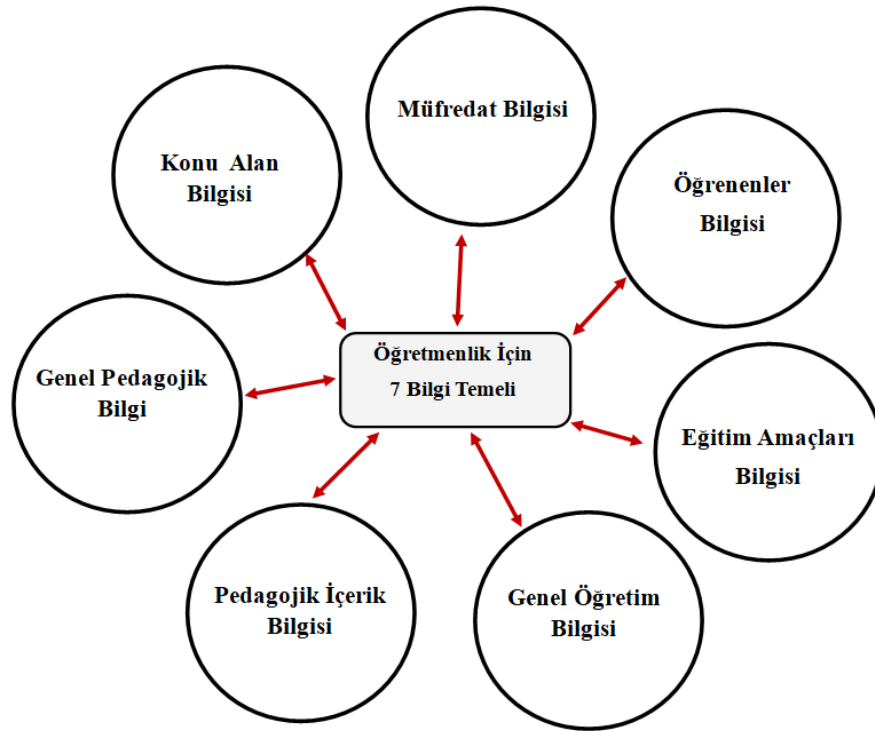 Müfredat Bilgisi
Konu Alan
Bilgisi
Öğrenenler
Bilgisi
Öğretmenlik İçin
7 Bilgi Temeli
Genel Pedagojik
Bilgi
Eğitim Amaçları
Bilgisi
Pedagojik İçerik
Bilgisi
Genel Öğretim
Bilgisi